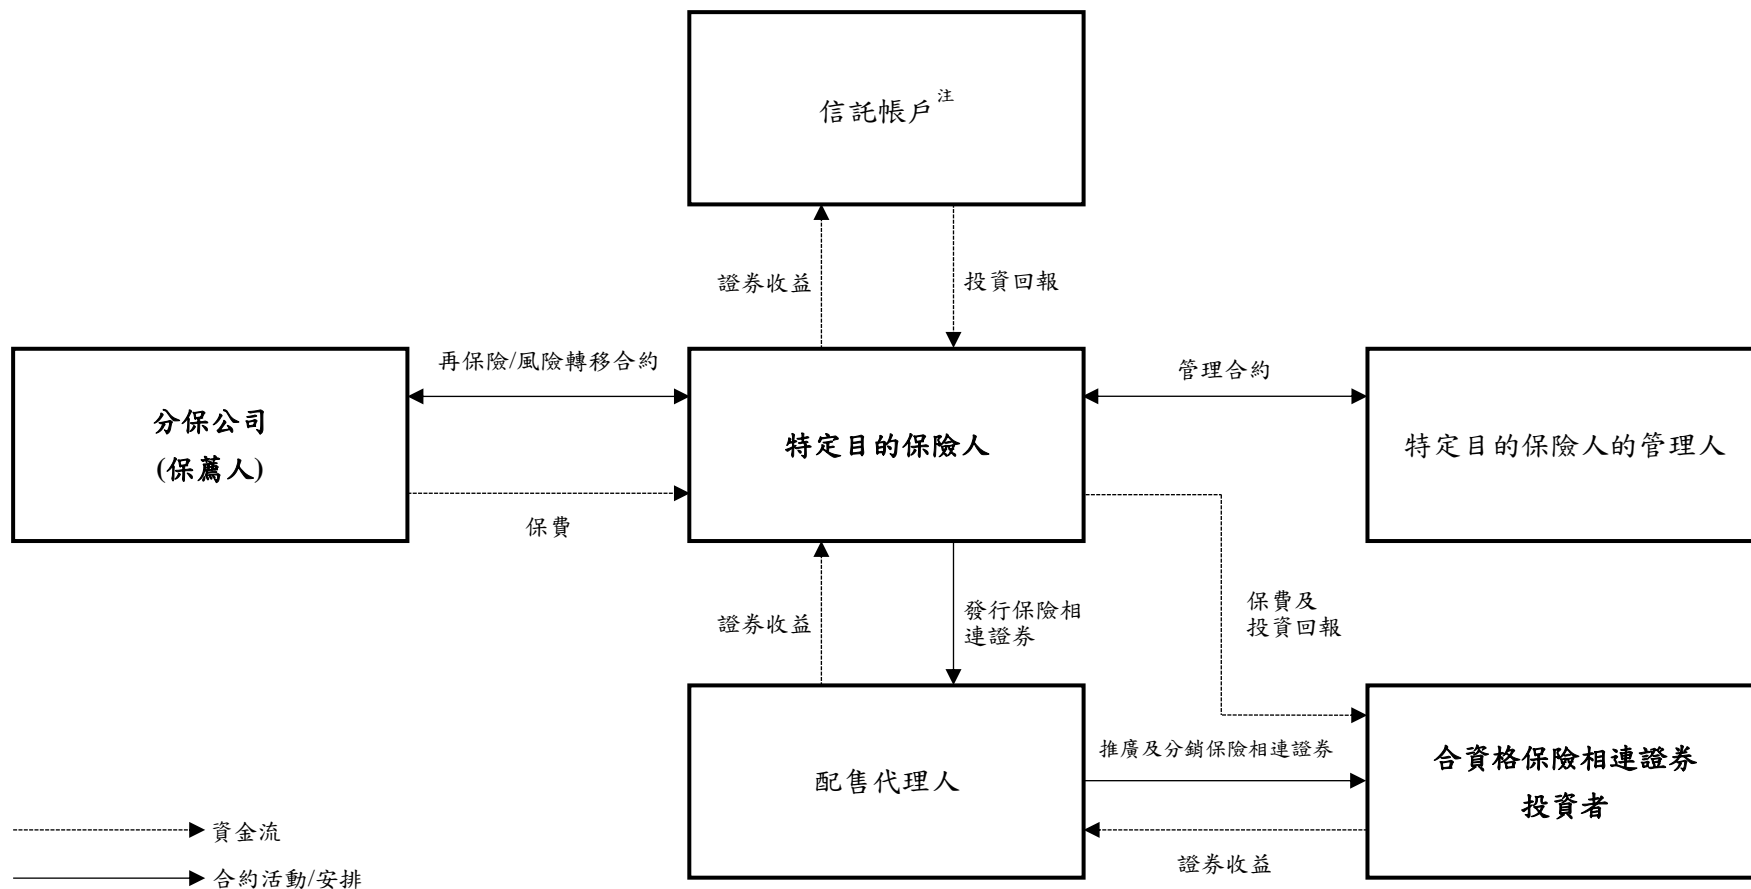 信託帳戶注
證券收益
投資回報
再保險/風險轉移合約
管理合約
分保公司
(保薦人)
特定目的保險人
特定目的保險人的管理人
保費
證券收益
發行保險相
連證券
保費及
投資回報
推廣及分銷保險相連證券
配售代理人
合資格保險相連證券
投資者
證券收益
資金流
合約活動/安排